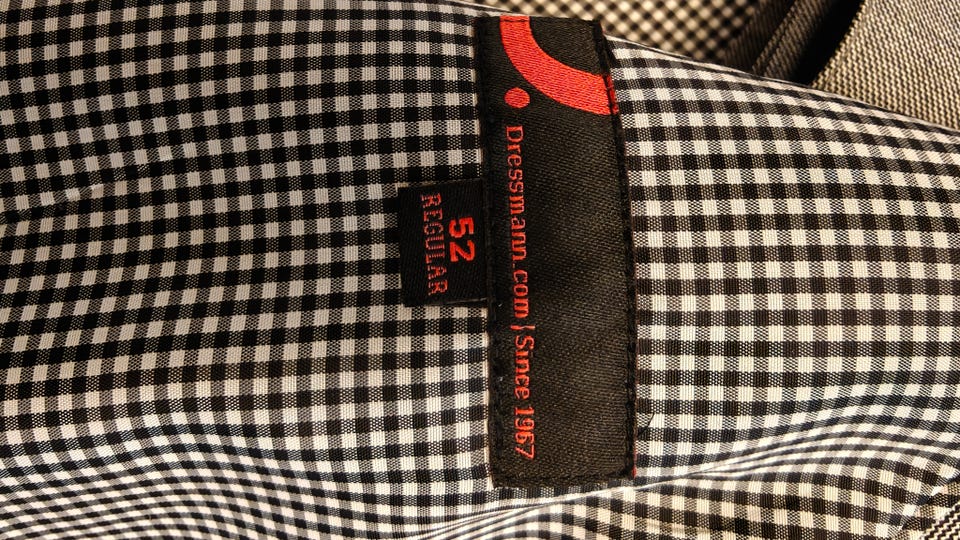 Dressmann.com | Since 1967
52
REGULAR